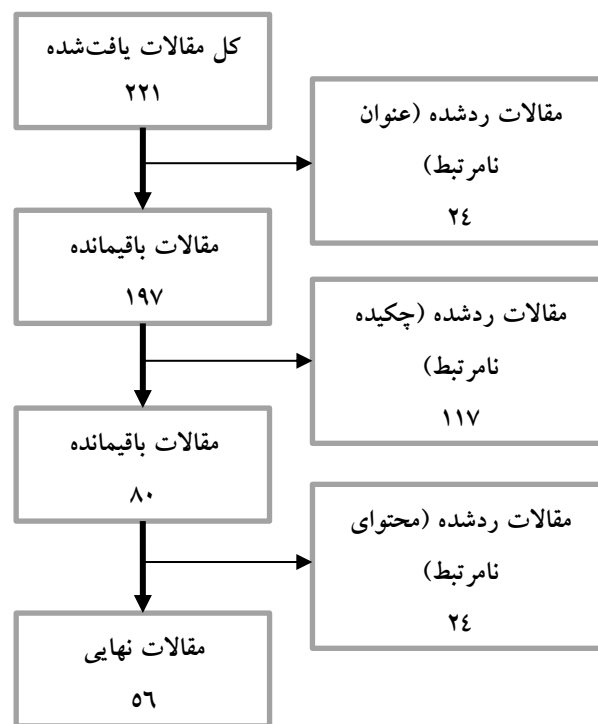 کل مقالات یافت‌شده
۲۲۱
مقالات ردشده (عنوان
نامرتبط)
۲٤
مقالات باقیمانده
۱۹۷
مقالات ردشده (چکیده
نامرتبط)
۱۱۷
مقالات باقیمانده
۸۰
مقالات ردشده (محتوای
نامرتبط)
۲٤
مقالات نهایی
۵۶